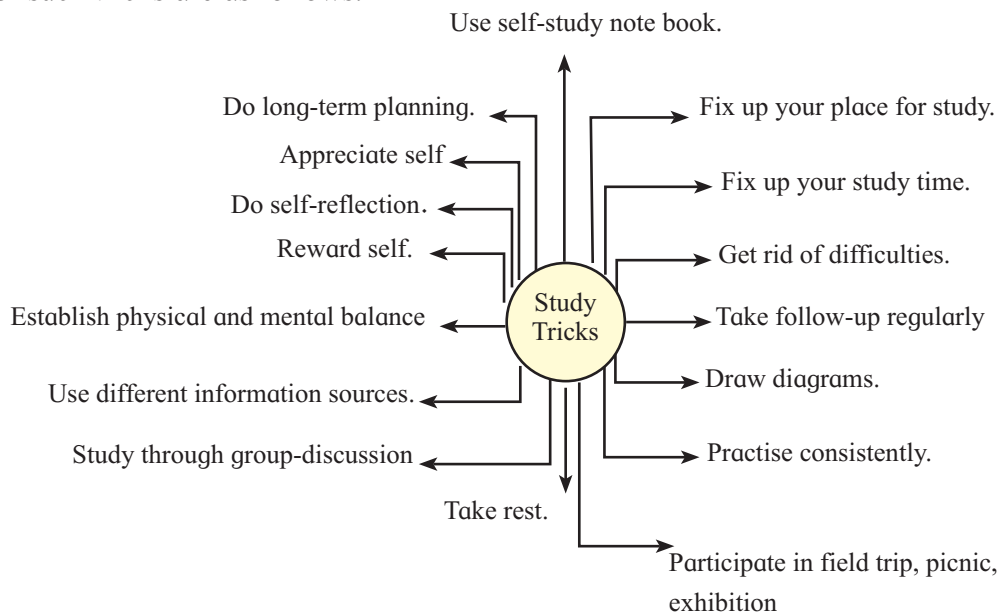 Use self-study note book.
Do long-term planning.
Fix up your place for study.
Appreciate self
Fix up your study time.
Do self-reflection.
Reward self.
Get rid of difficulties.
Study
Tricks
Establish physical and mental balance
Take follow-up regularly
Draw diagrams.
Use different information sources.
Study through group-discussion
Practise consistently.
Take rest.
Participate in field trip, picnic,
exhibition